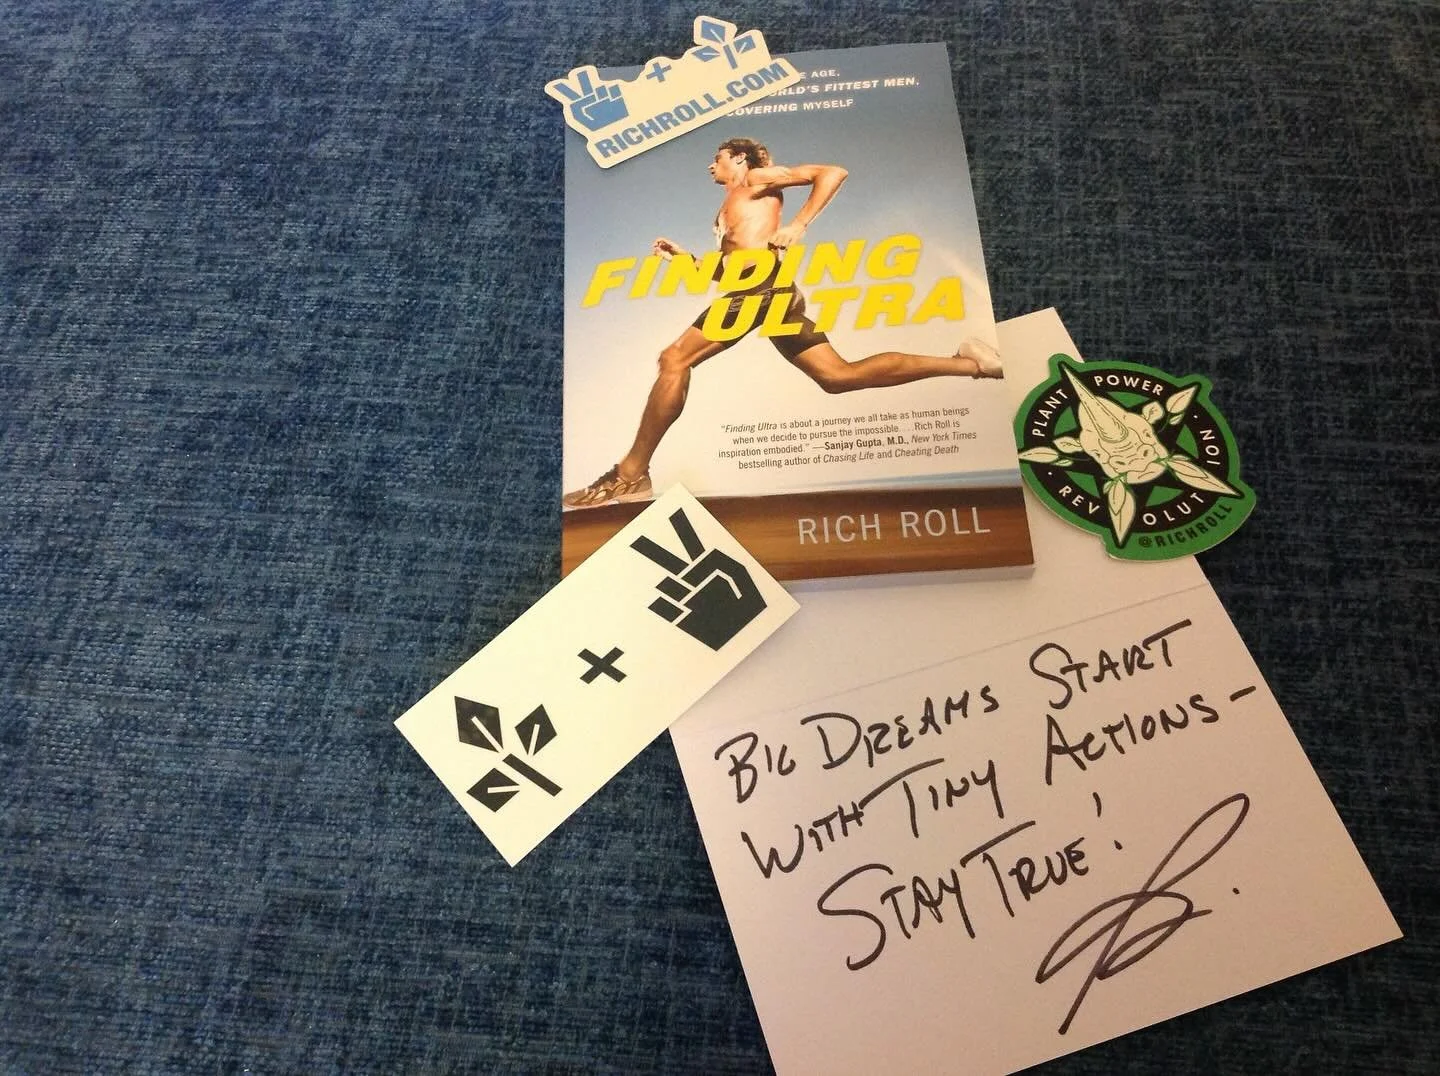 RICHROLL.COM
E AGE,
ORLD'S FITTEST MEN,
COVERING MYSELF
FINDING
ULTRA
"Finding Ultra is about a journey we all take as human beings
when we decide to pursue the impossible. . . . Rich Roll is
inspiration embodied." —Sanjay Gupta, M.D., New York Times
bestselling author of Chasing Life and Cheating Death
RICH ROLL
PLANT POWER
REVOLUTION
@RICHROLL
BIG DREAMS START
WITH TINY ACTIONS -
STAY TRUE!